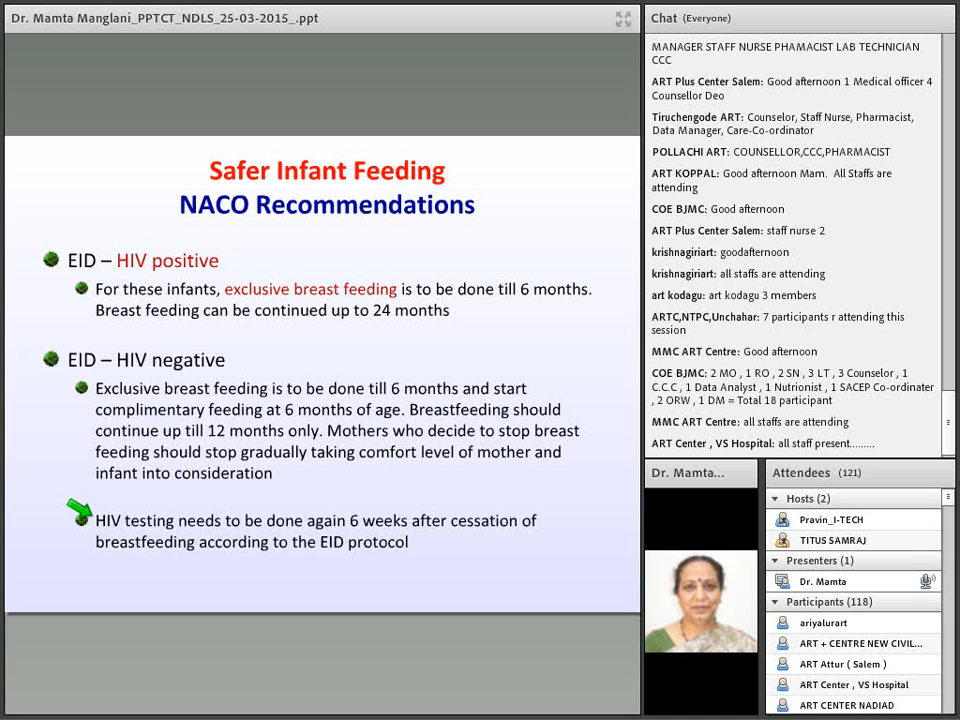 Dr. Mamta Manglani_PPTCT_NDLS_25-03-2015_.ppt
Safer Infant Feeding
NACO Recommendations
EID – HIV positive
For these infants, exclusive breast feeding is to be done till 6 months.
Breast feeding can be continued up to 24 months
EID – HIV negative
Exclusive breast feeding is to be done till 6 months and start
complimentary feeding at 6 months of age. Breastfeeding should
continue up till 12 months only. Mothers who decide to stop breast
feeding should stop gradually taking comfort level of mother and
infant into consideration
HIV testing needs to be done again 6 weeks after cessation of
breastfeeding according to the EID protocol
Chat (Everyone)
MANAGER STAFF NURSE PHAMACIST LAB TECHNICIAN
CCC
ART Plus Center Salem: Good afternoon 1 Medical officer 4
Counsellor Deo
Tiruchengode ART: Counselor, Staff Nurse, Pharmacist,
Data Manager, Care-Co-ordinator
POLLACHI ART: COUNSELLOR,CCC,PHARMACIST
ART KOPPAL: Good afternoon Mam. All Staffs are
attending
COE BJMC: Good afternoon
ART Plus Center Salem: staff nurse 2
krishnagiriart: goodafternoon
krishnagiriart: all staffs are attending
art kodagu: art kodagu 3 members
ARTC,NTPC,Unchahar: 7 participants r attending this
session
MMC ART Centre: Good afternoon
COE BJMC: 2 MO , 1 RO , 2 SN , 3 LT , 3 Counselor , 1
C.C.C , 1 Data Analyst , 1 Nutrionist , 1 SACEP Co-ordinater
, 2 ORW , 1 DM = Total 18 participant
MMC ART Centre: all staffs are attending
ART Center , VS Hospital: all staff present.........
Dr. Mamta...
Attendees (121)
Hosts (2)
Pravin_I-TECH
TITUS SAMRAJ
Presenters (1)
Dr. Mamta
Participants (118)
ariyalurart
ART + CENTRE NEW CIVIL...
ART Attur ( Salem )
ART Center , VS Hospital
ART CENTER NADIAD